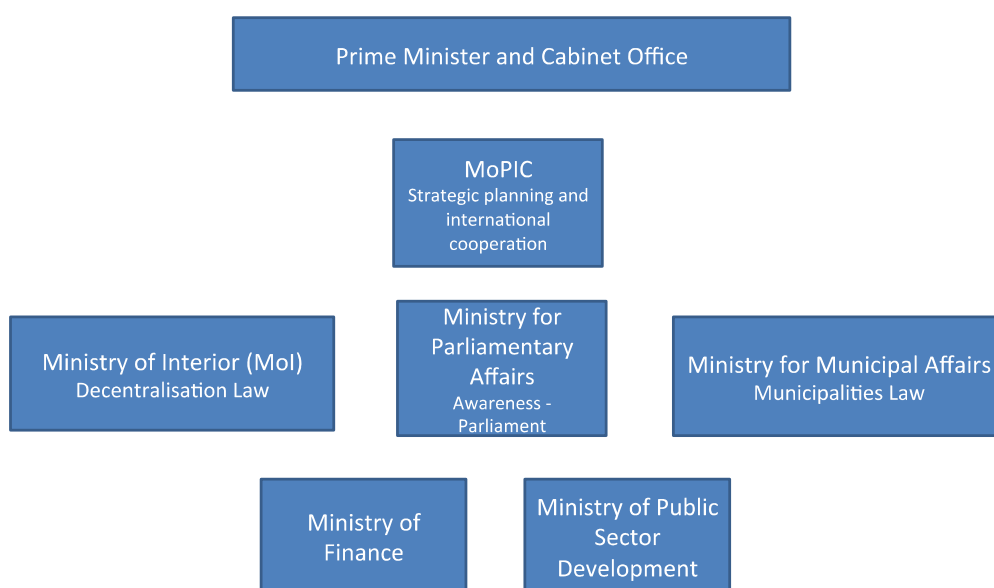 Prime Minister and Cabinet Office
MoPIC
Strategic planning and
international
cooperation
Ministry of Interior (MoI)
Decentralisation Law
Ministry for
Parliamentary
Affairs
Awareness -
Parliament
Ministry for Municipal Affairs
Municipalities Law
Ministry of
Finance
Ministry of Public
Sector
Development